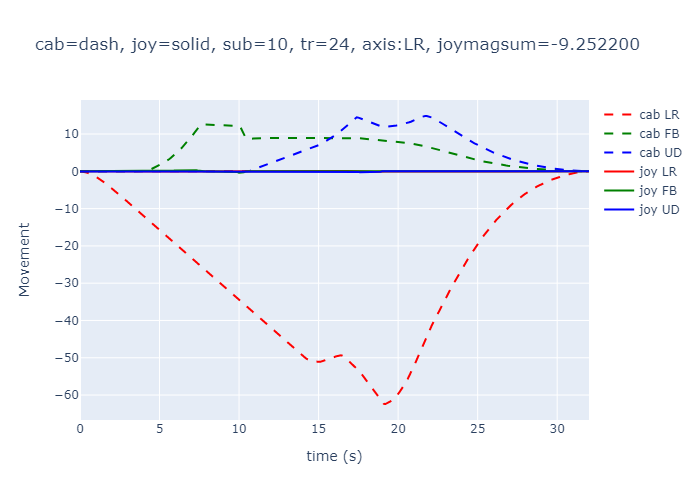 cab=dash, joy=solid, sub=10, tr=24, axis:LR, joymagsum=-9.252200
cab LR
cab FB
cab UD
joy LR
joy FB
joy UD
Movement
10
0
−10
−20
−30
−40
−50
−60
0 5 10 15 20 25 30
time (s)